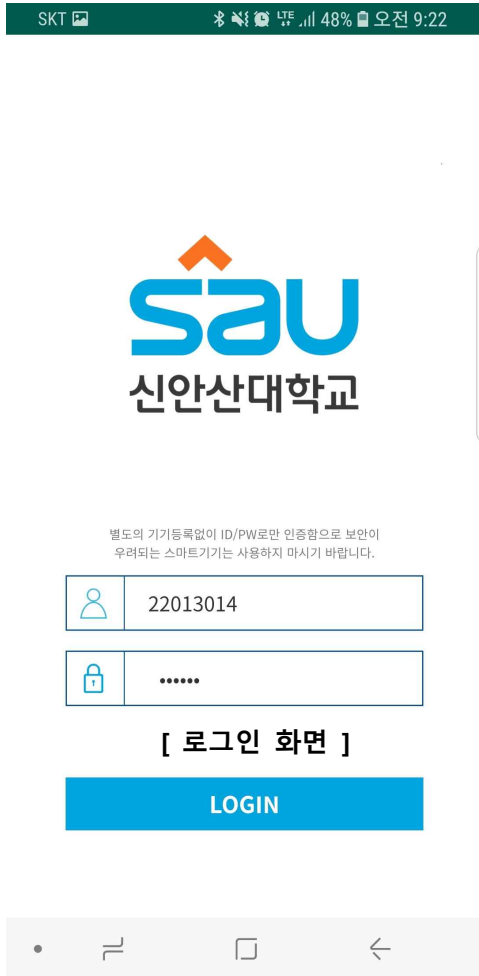 SKT LTE 48% 오전 9:22
sau
신안산대학교
별도의 기기등록없이 ID/PW로만 인증함으로 보안이
우려되는 스마트기기는 사용하지 마시기 바랍니다.
22013014
••••••
[ 로그인 화면 ]
LOGIN